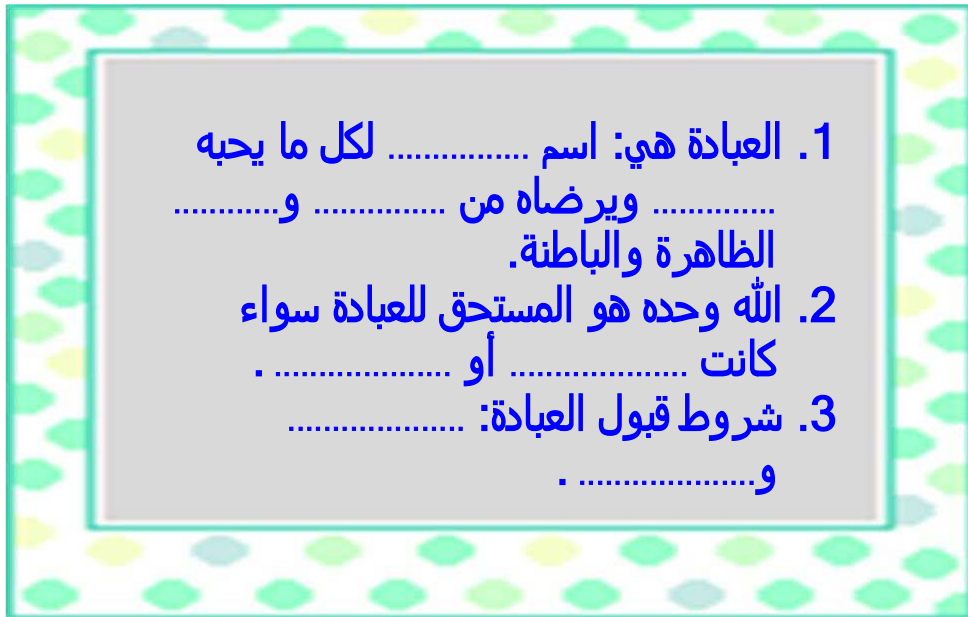 1. العبادة هي: اسم ................ لكل ما يحبه
.............. ويرضاه من ............... و............
الظاهرة والباطنة.
2. الله وحده هو المستحق للعبادة سواء
كانت .................... أو .................... .
3. شروط قبول العبادة: ....................
و.................... .